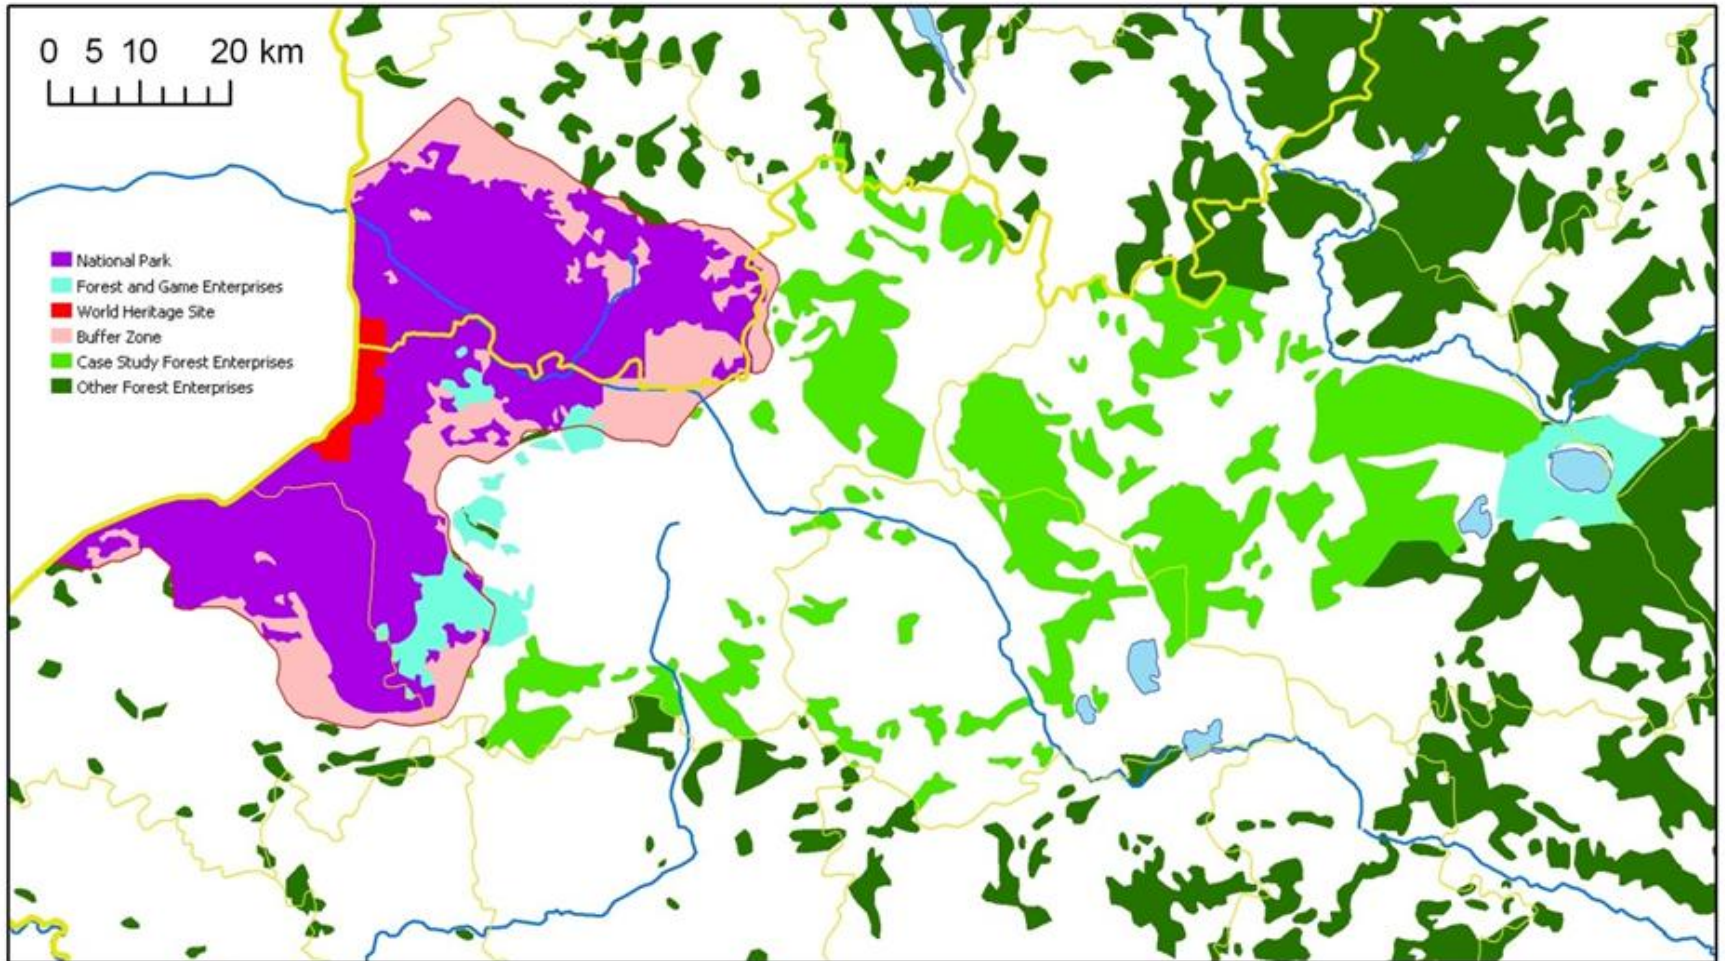 0 5 10 20 km
National Park
Forest and Game Enterprises
World Heritage Site
Buffer Zone
Case Study Forest Enterprises
Other Forest Enterprises